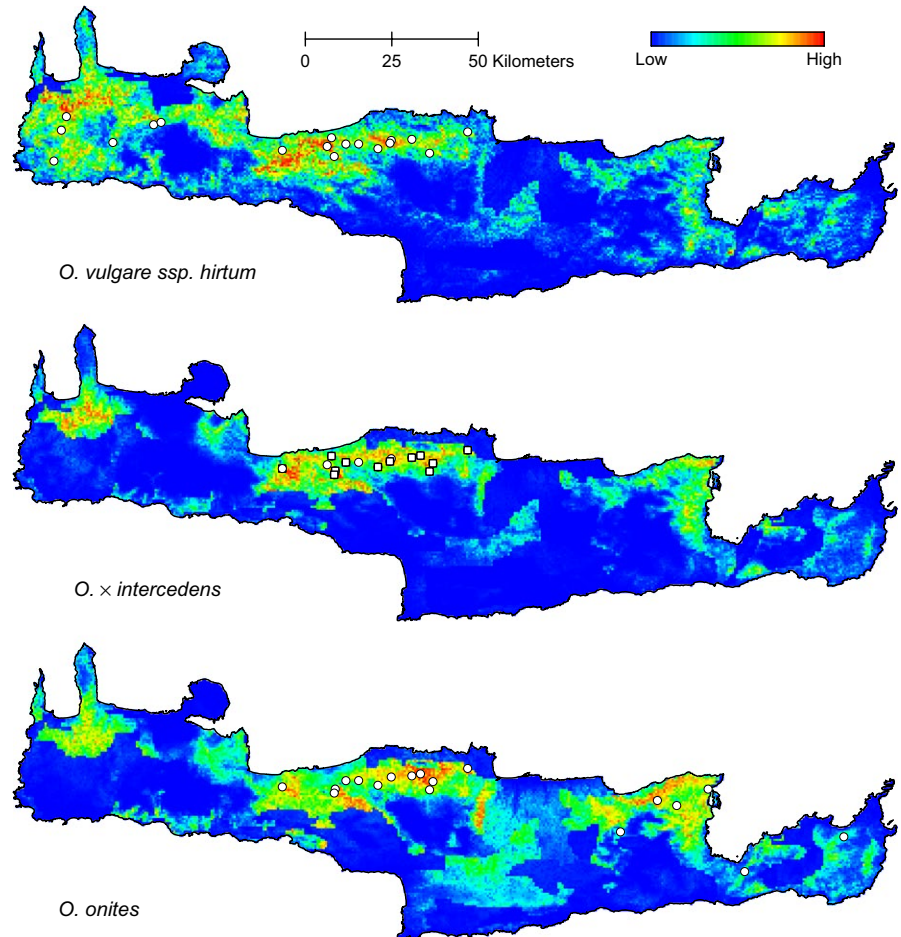 0 25 50 Kilometers
Low High
O. vulgare ssp. hirtum
O. × intercedens
O. onites